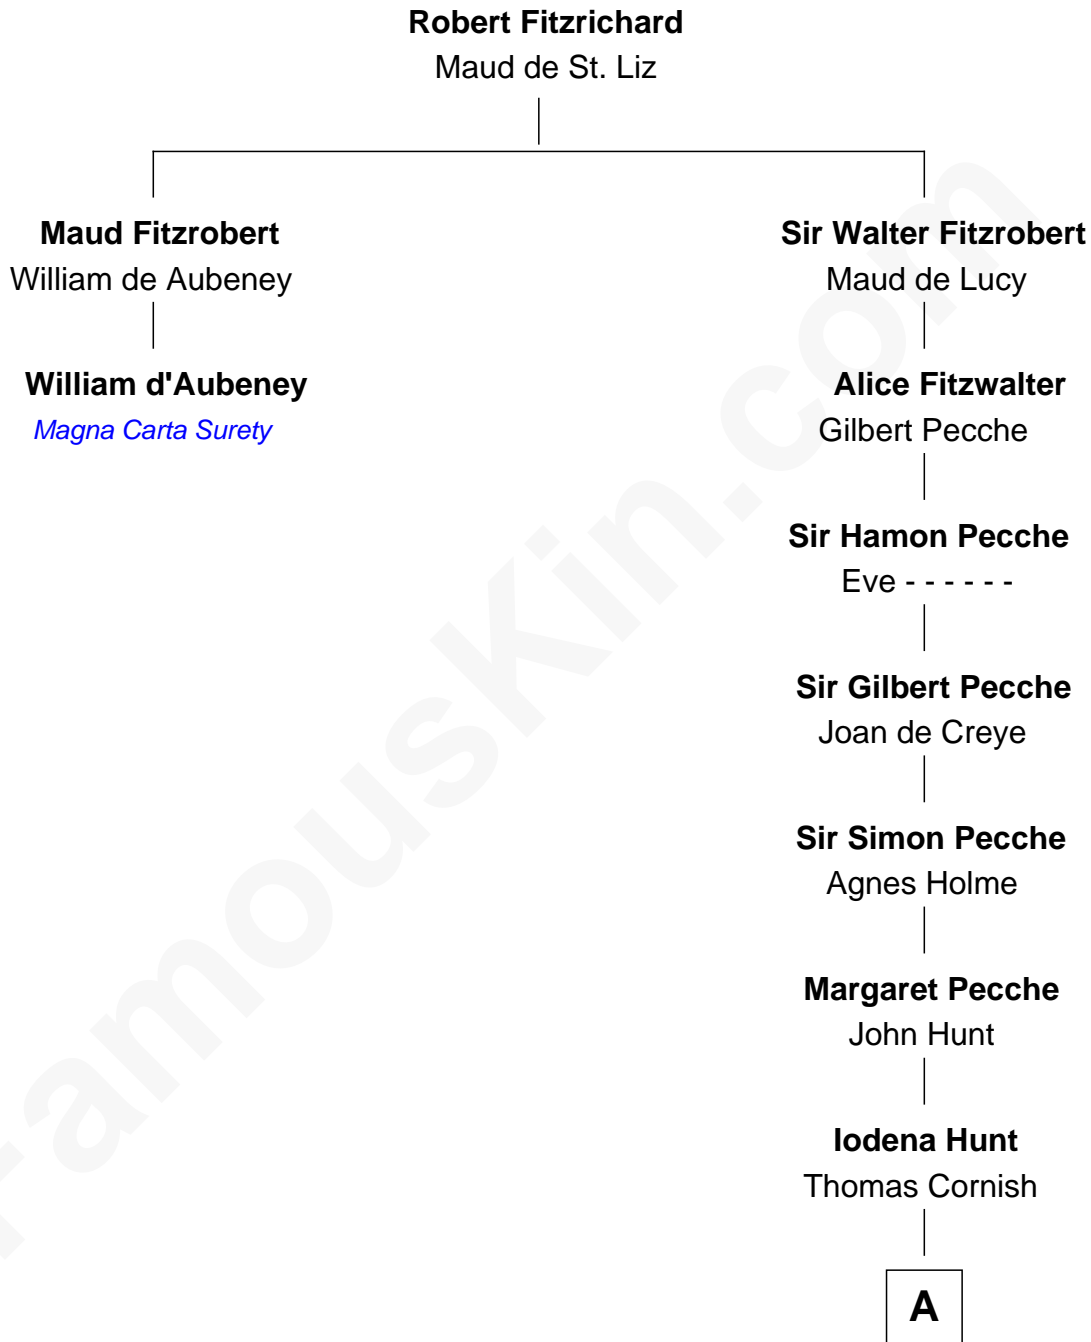 Robert Fitzrichard
Maud de St. Liz
Maud Fitzrobert
William de Aubeney
William d'Aubeney
Magna Carta Surety
Sir Walter Fitzrobert
Maud de Lucy
Alice Fitzwalter
Gilbert Pecche
Sir Hamon Pecche
Eve - - - - - -
Sir Gilbert Pecche
Joan de Creye
Sir Simon Pecche
Agnes Holme
Margaret Pecche
John Hunt
Iodena Hunt
Thomas Cornish
A
FamousKin.com